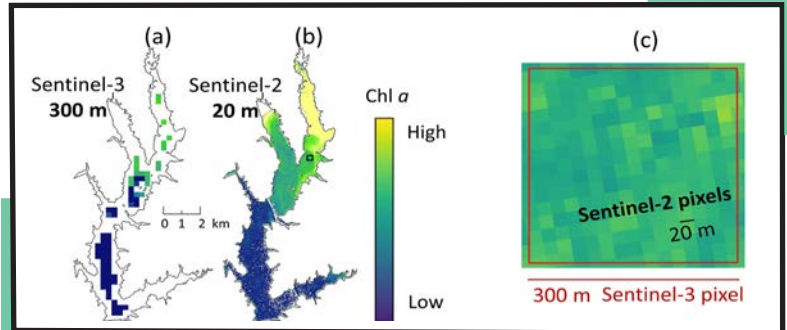 (a)
(b)
(c)
Sentinel-3
300 m
Sentinel-2
20 m
Chl a
High
Low
0 1 2 km
Sentinel-2 pixels
20 m
300 m Sentinel-3 pixel